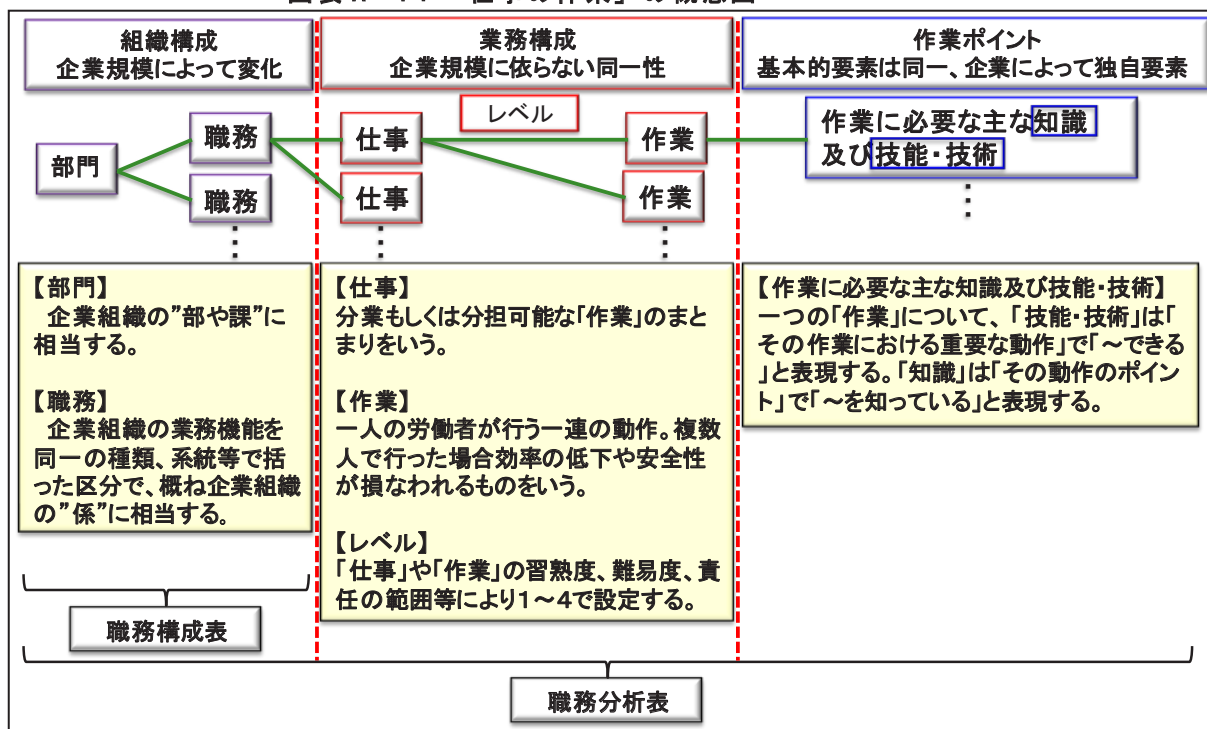 組織構成
企業規模によって変化
業務構成
企業規模に依らない同一性
作業ポイント
基本的要素は同一、企業によって独自要素
レベル
部門
職務
職務
仕事
仕事
作業
作業
作業に必要な主な知識
及び技能・技術
【部門】
企業組織の”部や課”に
相当する。
【職務】
企業組織の業務機能を
同一の種類、系統等で括
った区分で、概ね企業組織
の”係”に相当する。
【仕事】
分業もしくは分担可能な「作業」のまと
まりをいう。
【作業】
一人の労働者が行う一連の動作。複数
人で行った場合効率の低下や安全性
が損なわれるものをいう。
【レベル】
「仕事」や「作業」の習熟度、難易度、責
任の範囲等により1～4で設定する。
【作業に必要な主な知識及び技能・技術】
一つの「作業」について、「技能・技術」は「
その作業における重要な動作」で「～できる
」と表現する。「知識」は「その動作のポイン
ト」で「～を知っている」と表現する。
職務構成表
職務分析表